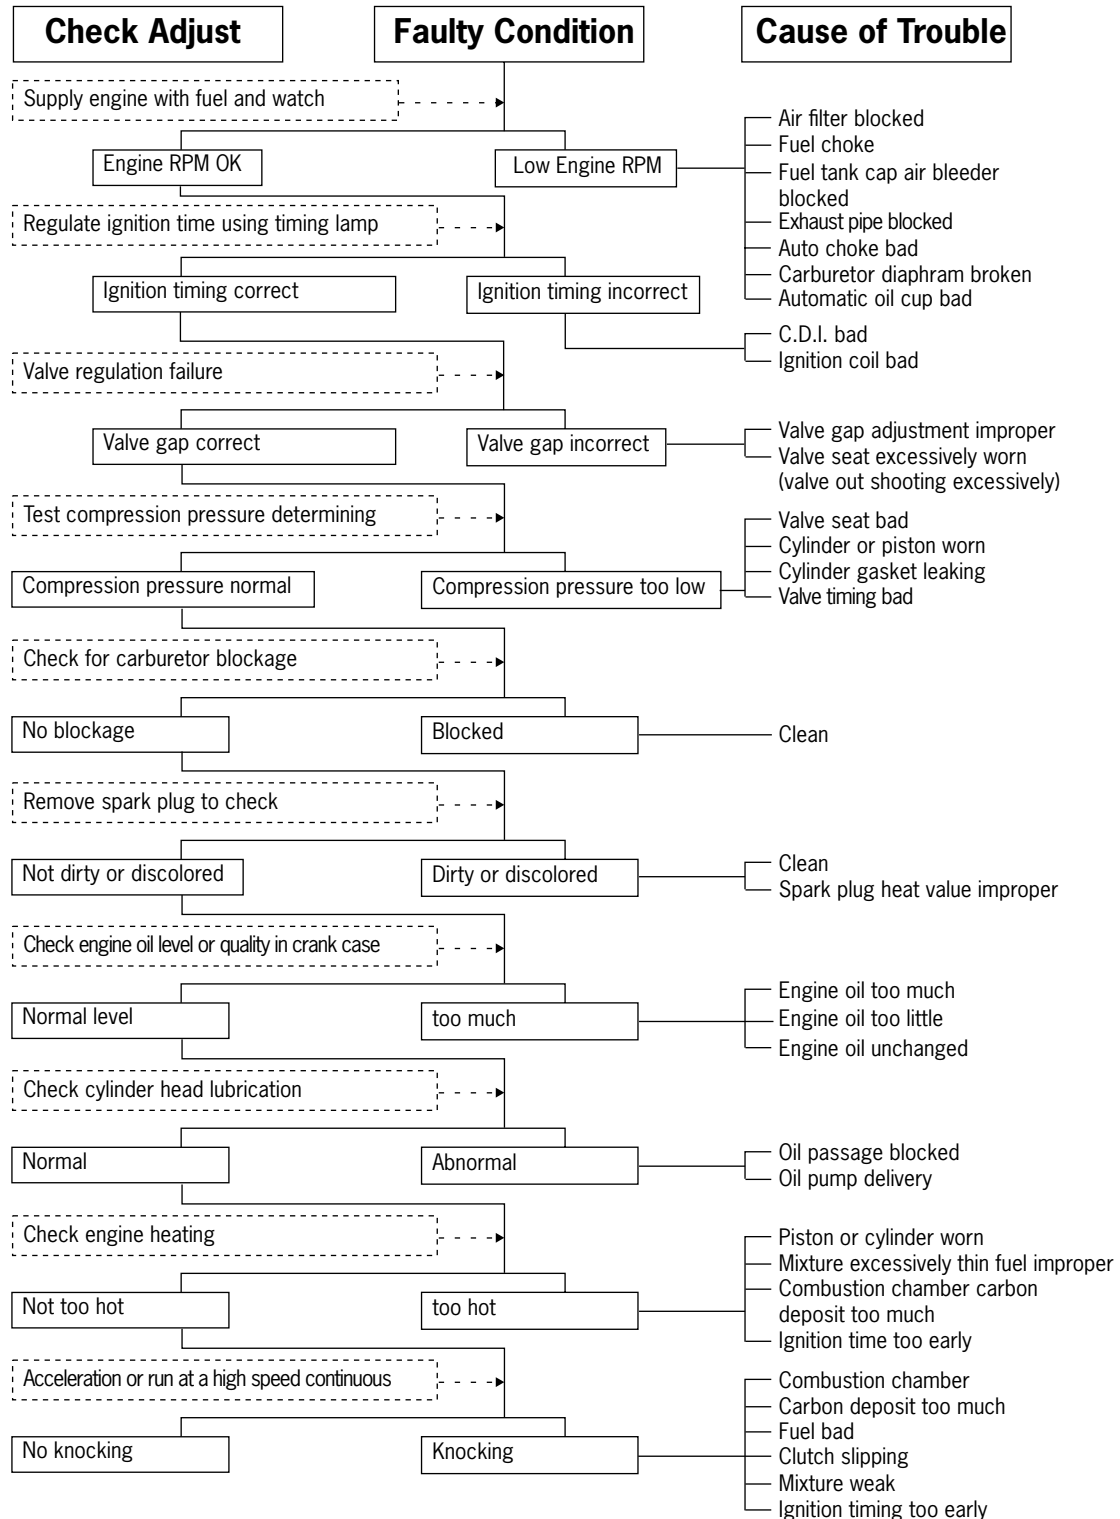 Check Adjust
Faulty Condition
Cause of Trouble
Supply engine with fuel and watch
Engine RPM OK
Low Engine RPM
Air filter blocked
Fuel choke
Fuel tank cap air bleeder
blocked
Exhaust pipe blocked
Auto choke bad
Carburetor diaphram broken
Automatic oil cup bad
Regulate ignition time using timing lamp
Ignition timing correct
Ignition timing incorrect
C.D.I. bad
Ignition coil bad
Valve regulation failure
Valve gap correct
Valve gap incorrect
Valve gap adjustment improper
Valve seat excessively worn
(valve out shooting excessively)
Test compression pressure determining
Compression pressure normal
Compression pressure too low
Valve seat bad
Cylinder or piston worn
Cylinder gasket leaking
Valve timing bad
Check for carburetor blockage
No blockage
Blocked
Clean
Remove spark plug to check
Not dirty or discolored
Dirty or discolored
Clean
Spark plug heat value improper
Check engine oil level or quality in crank case
Normal level
too much
Engine oil too much
Engine oil too little
Engine oil unchanged
Check cylinder head lubrication
Normal
Abnormal
Oil passage blocked
Oil pump delivery
Check engine heating
Not too hot
too hot
Piston or cylinder worn
Mixture excessively thin fuel improper
Combustion chamber carbon
deposit too much
Ignition time too early
Acceleration or run at a high speed continuous
No knocking
Knocking
Combustion chamber
Carbon deposit too much
Fuel bad
Clutch slipping
Mixture weak
Ignition timing too early